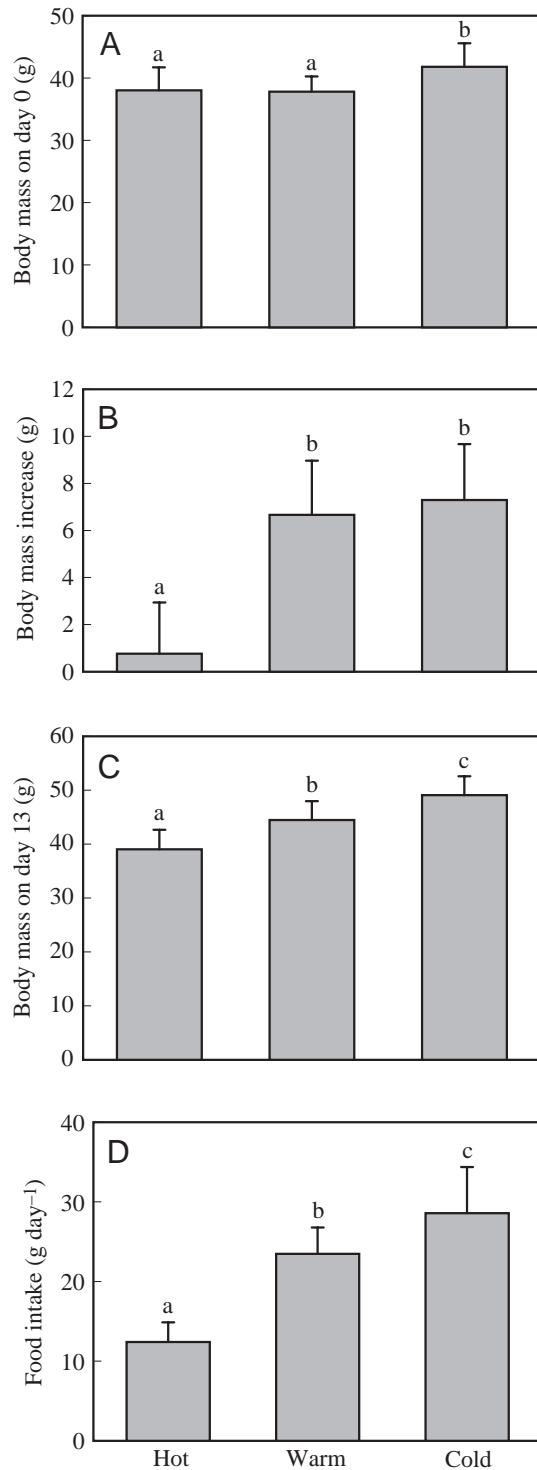 A
Body mass on day 0 (g)
50
40
30
20
10
0
a
a
b
B
Body mass increase (g)
12
10
8
6
4
2
0
a
b
b
C
Body mass on day 13 (g)
60
50
40
30
20
10
0
a
b
c
D
Food intake (g day–1)
40
30
20
10
0
a
b
c
Hot Warm Cold